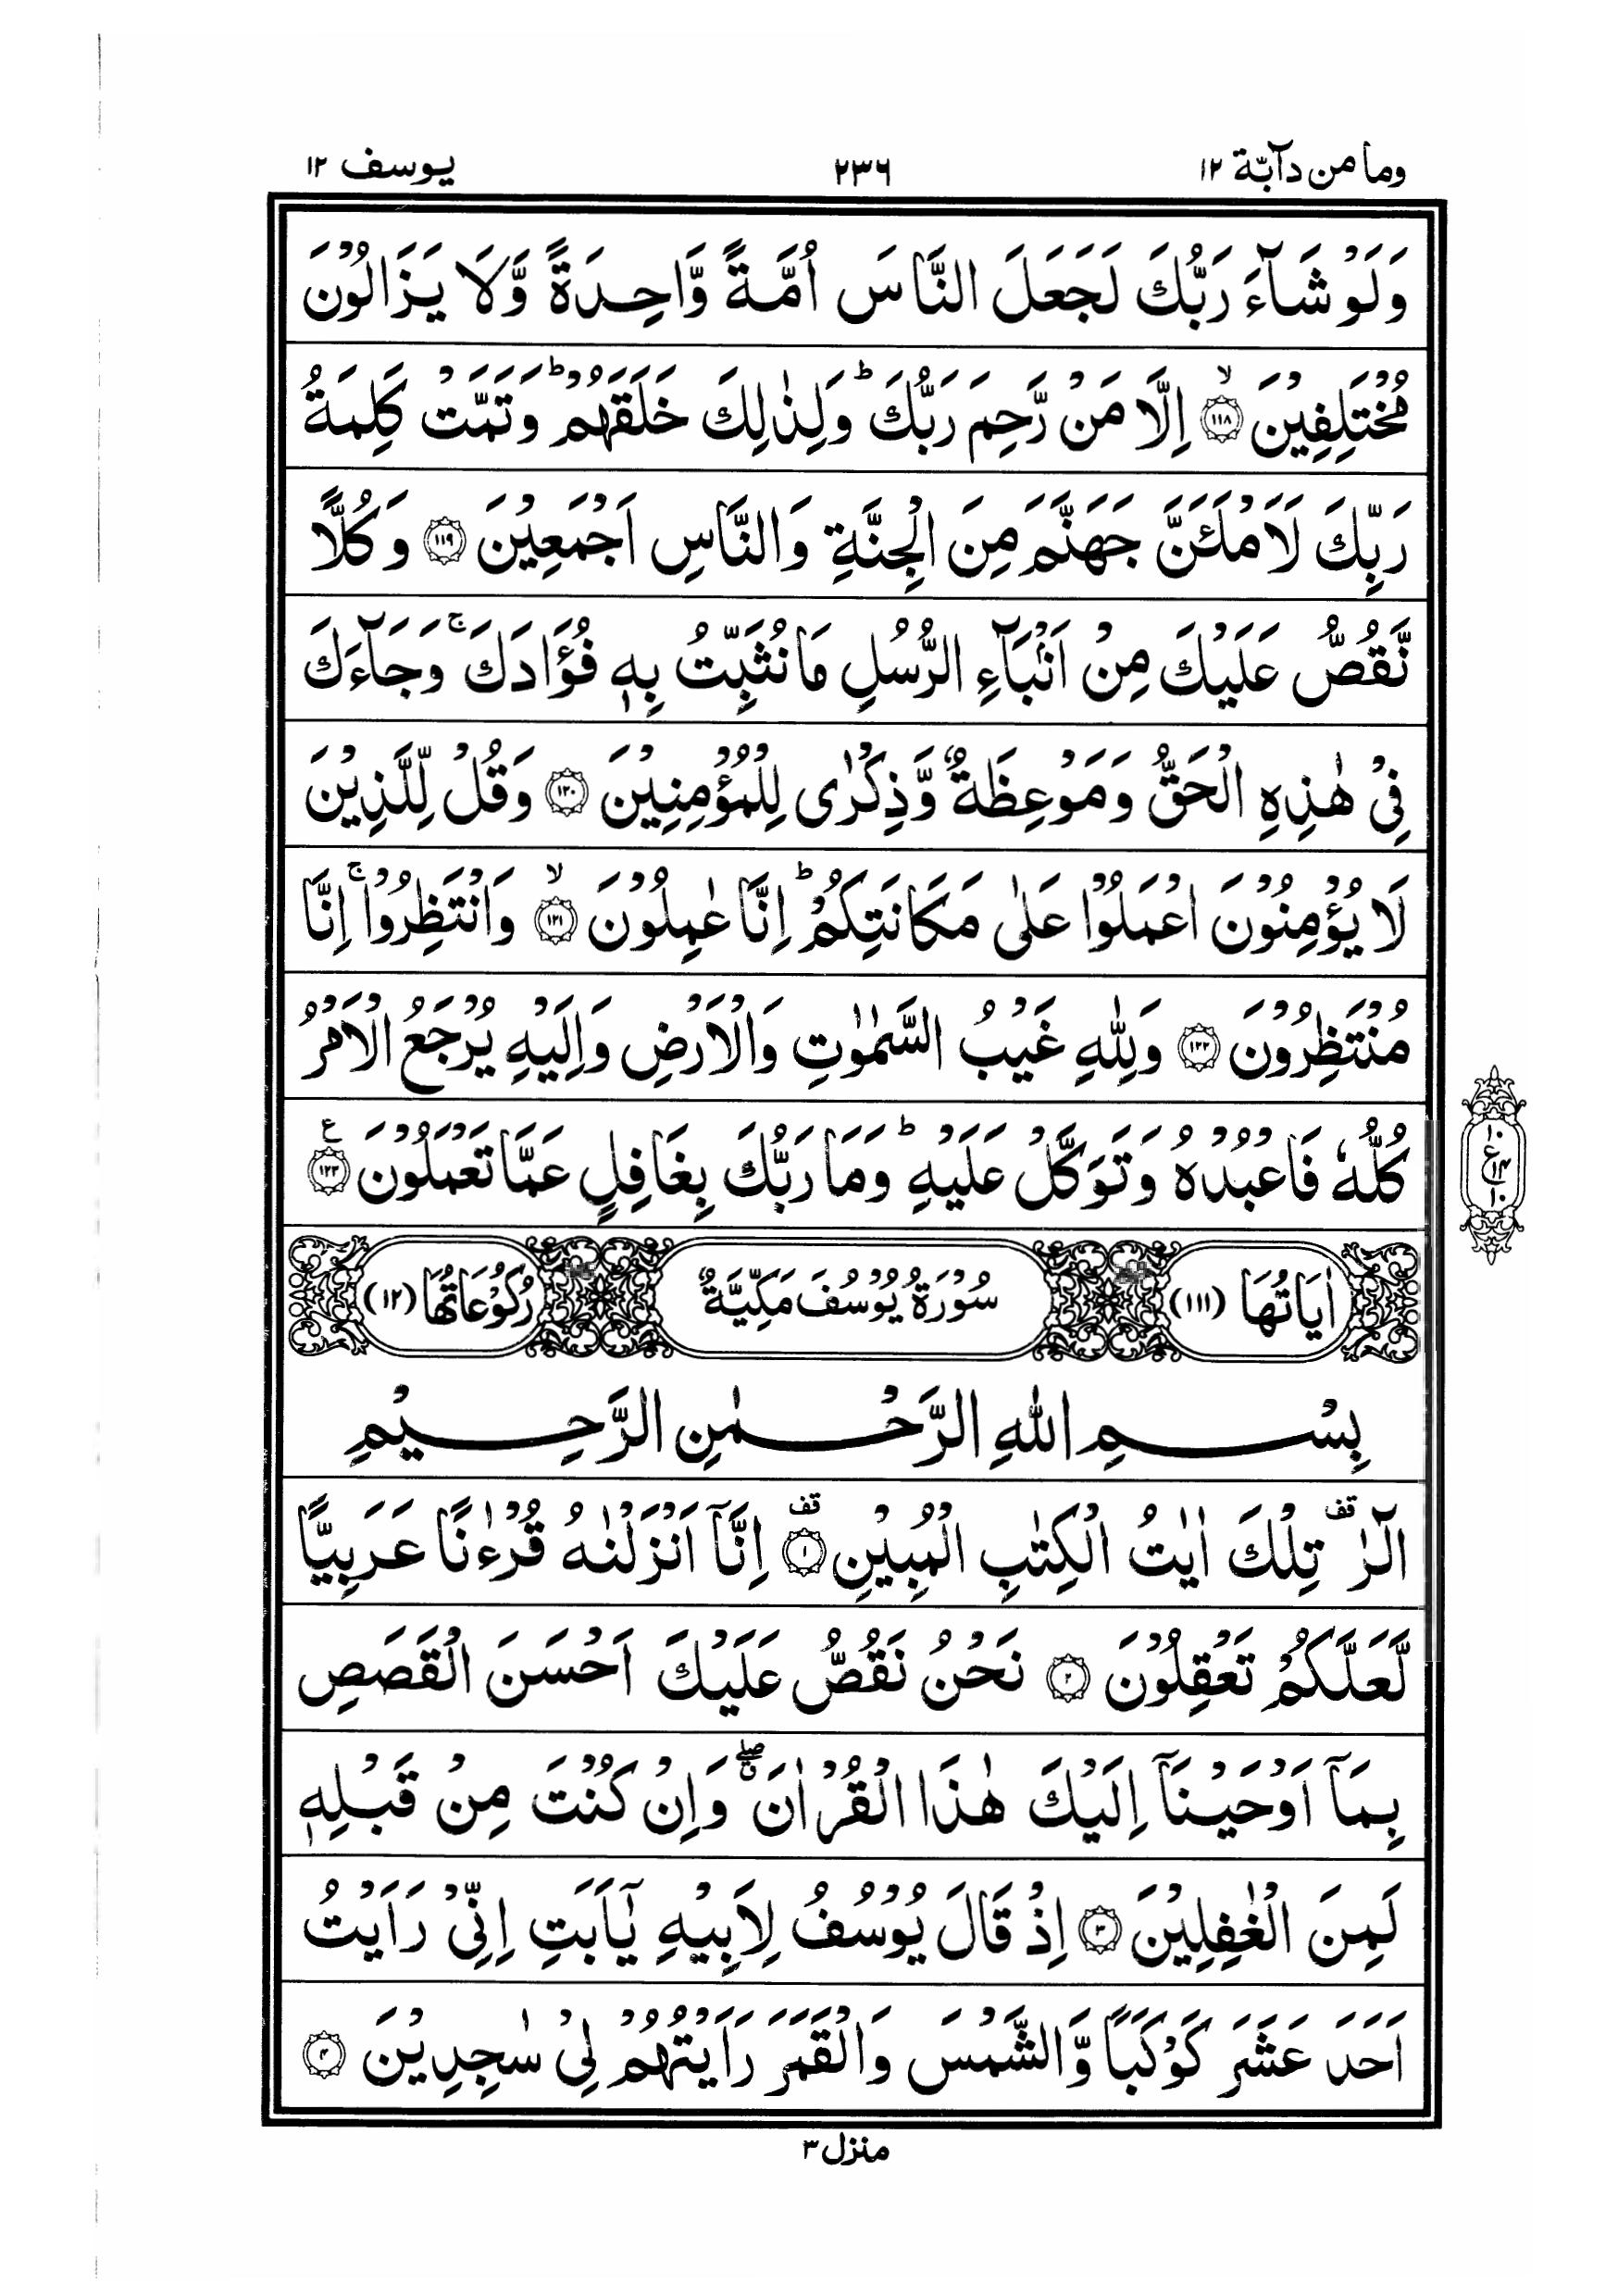 وما من دآبّة ١٢
٢٣٦
يوسف ١٢
وَلَوْ شَآءَ رَبُّكَ لَجَعَلَ النَّاسَ اُمَّةً وَّاحِدَةً وَّلَا يَزَالُوْنَ
مُخْتَلِفِيْنَ ۙ﴿١١٨﴾ اِلَّا مَنْ رَّحِمَ رَبُّكَ ؕ وَلِذٰلِكَ خَلَقَهُمْ ؕ وَتَمَّتْ كَلِمَةُ
رَبِّكَ لَاَمْلَـَٔنَّ جَهَنَّمَ مِنَ الْجِنَّةِ وَالنَّاسِ اَجْمَعِيْنَ ﴿١١٩﴾ وَكُلًّا
نَّقُصُّ عَلَيْكَ مِنْ اَنْۢبَآءِ الرُّسُلِ مَا نُثَبِّتُ بِهٖ فُؤَادَكَ ۚ وَجَآءَكَ
فِيْ هٰذِهِ الْحَقُّ وَمَوْعِظَةٌ وَّذِكْرٰى لِلْمُؤْمِنِيْنَ ﴿١٢٠﴾ وَقُلْ لِّلَّذِيْنَ
لَا يُؤْمِنُوْنَ اعْمَلُوْا عَلٰى مَكَانَتِكُمْ ؕ اِنَّا عٰمِلُوْنَ ۙ﴿١٢١﴾ وَانْتَظِرُوْا ۚ اِنَّا
مُنْتَظِرُوْنَ ﴿١٢٢﴾ وَلِلّٰهِ غَيْبُ السَّمٰوٰتِ وَالْاَرْضِ وَاِلَيْهِ يُرْجَعُ الْاَمْرُ
كُلُّهٗ فَاعْبُدْهُ وَتَوَكَّلْ عَلَيْهِ ؕ وَمَا رَبُّكَ بِغَافِلٍ عَمَّا تَعْمَلُوْنَ ﴿١٢٣﴾ ع
١٠
ع ١٤
١٠
اٰيَاتُهَا (١١١)
سُوْرَةُ يُوْسُفَ مَكِّيَّةٌ
رُكُوْعَاتُهَا (١٢)
بِسْمِ اللّٰهِ الرَّحْمٰنِ الرَّحِيْمِ
الٓرٰ قف تِلْكَ اٰيٰتُ الْكِتٰبِ الْمُبِيْنِ قف ﴿١﴾ اِنَّآ اَنْزَلْنٰهُ قُرْءٰنًا عَرَبِيًّا
لَّعَلَّكُمْ تَعْقِلُوْنَ ﴿٢﴾ نَحْنُ نَقُصُّ عَلَيْكَ اَحْسَنَ الْقَصَصِ
بِمَآ اَوْحَيْنَآ اِلَيْكَ هٰذَا الْقُرْاٰنَ ۖ وَاِنْ كُنْتَ مِنْ قَبْلِهٖ
لَمِنَ الْغٰفِلِيْنَ ﴿٣﴾ اِذْ قَالَ يُوْسُفُ لِاَبِيْهِ يٰٓاَبَتِ اِنِّيْ رَاَيْتُ
اَحَدَ عَشَرَ كَوْكَبًا وَّالشَّمْسَ وَالْقَمَرَ رَاَيْتُهُمْ لِيْ سٰجِدِيْنَ ﴿٤﴾
منزل ٣